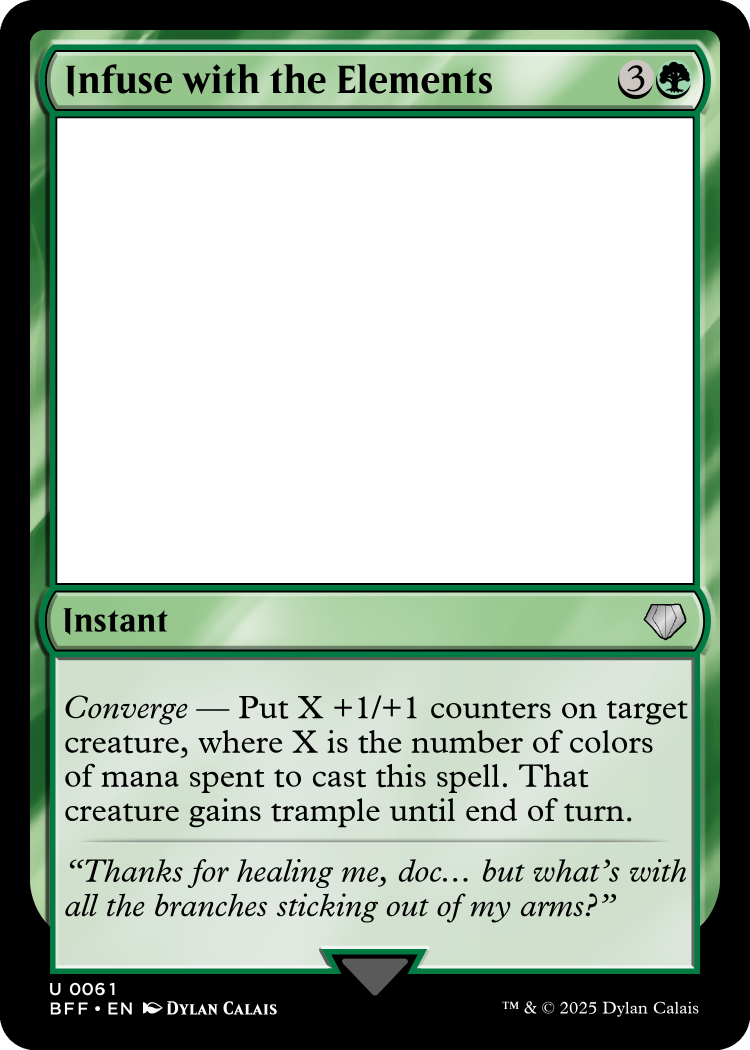 Infuse with the Elements 3
Instant
Converge — Put X +1/+1 counters on target
creature, where X is the number of colors
of mana spent to cast this spell. That
creature gains trample until end of turn.
“Thanks for healing me, doc… but what’s with
all the branches sticking out of my arms?”
U 0061
BFF • EN Dylan Calais
™ & © 2025 Dylan Calais